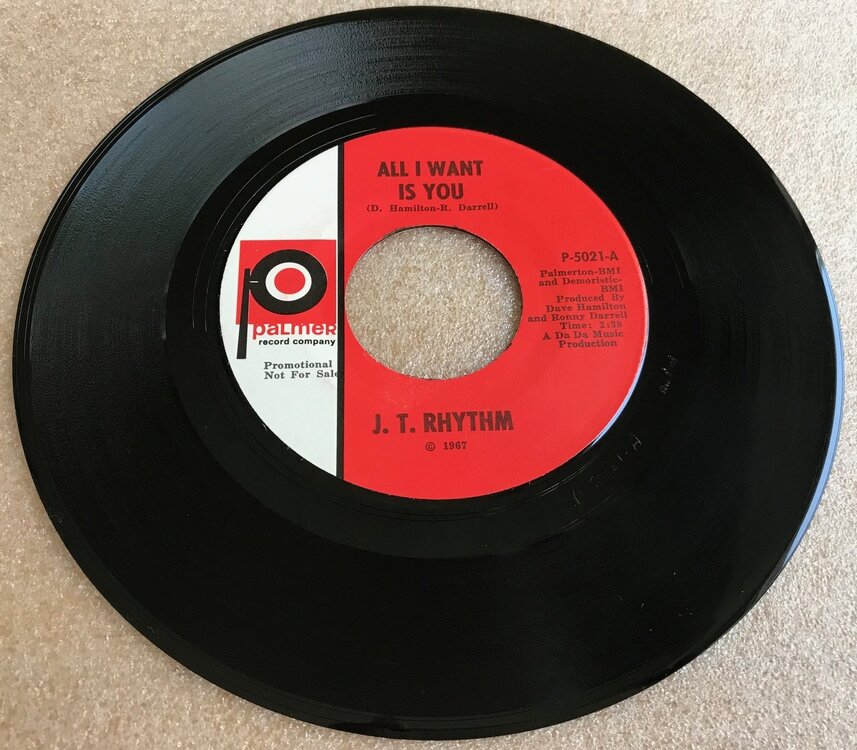 ALL I WANT
IS YOU
(D. Hamilton-R. Darrell)
P-5021-A
Palmerton-BMI
and Demoristic-
BMI
Produced By
Dave Hamilton
and Ronny Darrell
Time: 2:38
A Da Da Music
Production
palmer
record company
Promotional
Not For Sale
J. T. RHYTHM
© 1967